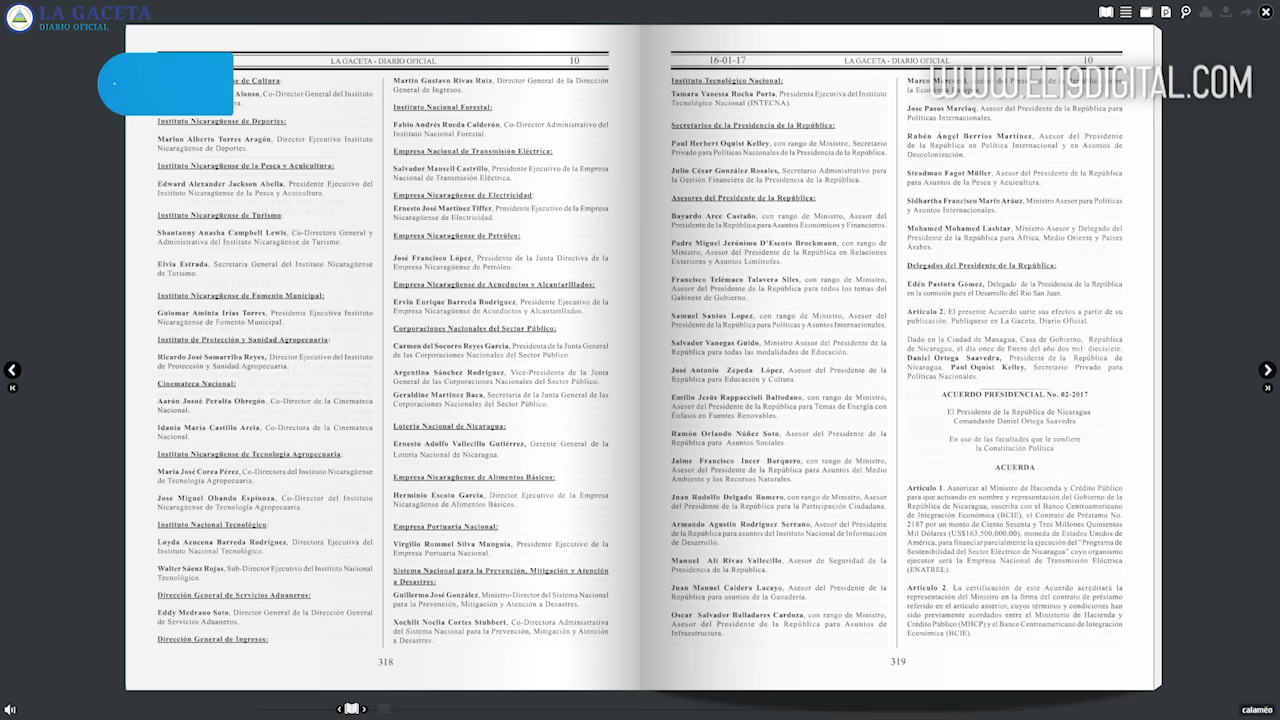 LA GACETA
DIARIO OFICIAL
WWW.EL19DIGITAL.COM
LA GACETA - DIARIO OFICIAL 10
de Cultura:
Alonso, Co-Director General del Instituto
Instituto Nicaragüense de Deportes:
Marlon Alberto Torres Aragón, Director Ejecutivo Instituto
Nicaragüense de Deportes.
Instituto Nicaragüense de la Pesca y Acuicultura:
Edward Alexander Jackson Abella, Presidente Ejecutivo del
Instituto Nicaragüense de la Pesca y Acuicultura.
Instituto Nicaragüense de Turismo:
Shantanny Anasha Campbell Lewis, Co-Directora General y
Administrativa del Instituto Nicaragüense de Turismo.
Elvia Estrada, Secretaria General del Instituto Nicaragüense
de Turismo.
Instituto Nicaragüense de Fomento Municipal:
Guiomar Aminta Irías Torres, Presidenta Ejecutiva Instituto
Nicaragüense de Fomento Municipal.
Instituto de Protección y Sanidad Agropecuaria:
Ricardo José Somarriba Reyes, Director Ejecutivo del Instituto
de Protección y Sanidad Agropecuaria.
Cinemateca Nacional:
Aarón Josué Peralta Obregón, Co-Director de la Cinemateca
Nacional.
Idania María Castillo Arcia, Co-Directora de la Cinemateca
Nacional.
Instituto Nicaragüense de Tecnología Agropecuaria:
María José Corea Pérez, Co-Directora del Instituto Nicaragüense
de Tecnología Agropecuaria.
Jose Miguel Obando Espinoza, Co-Director del Instituto
Nicaragüense de Tecnología Agropecuaria.
Instituto Nacional Tecnológico:
Loyda Azucena Barreda Rodríguez, Directora Ejecutiva del
Instituto Nacional Tecnológico.
Walter Sáenz Rojas, Sub-Director Ejecutivo del Instituto Nacional
Tecnológico.
Dirección General de Servicios Aduaneros:
Eddy Medrano Soto, Director General de la Dirección General
de Servicios Aduaneros.
Dirección General de Ingresos:
Martin Gustavo Rivas Ruiz, Director General de la Dirección
General de Ingresos.
Instituto Nacional Forestal:
Fabio Andrés Rueda Calderón, Co-Director Administrativo del
Instituto Nacional Forestal.
Empresa Nacional de Transmisión Eléctrica:
Salvador Mansell Castrillo, Presidente Ejecutivo de la Empresa
Nacional de Transmisión Eléctrica.
Empresa Nicaragüense de Electricidad:
Ernesto José Martínez Tiffer, Presidente Ejecutivo de la Empresa
Nicaragüense de Electricidad.
Empresa Nicaragüense de Petróleo:
José Francisco López, Presidente de la Junta Directiva de la
Empresa Nicaragüense de Petróleo.
Empresa Nicaragüense de Acueductos y Alcantarillados:
Ervin Enrique Barreda Rodríguez, Presidente Ejecutivo de la
Empresa Nicaragüense de Acueductos y Alcantarillados.
Corporaciones Nacionales del Sector Público:
Carmen del Socorro Reyes García, Presidenta de la Junta General
de las Corporaciones Nacionales del Sector Público.
Argentina Sánchez Rodríguez, Vice-Presidenta de la Junta
General de las Corporaciones Nacionales del Sector Público.
Geraldine Martínez Baca, Secretaria de la Junta General de las
Corporaciones Nacionales del Sector Público.
Lotería Nacional de Nicaragua:
Ernesto Adolfo Vallecillo Gutiérrez, Gerente General de la
Lotería Nacional de Nicaragua.
Empresa Nicaragüense de Alimentos Básicos:
Herminio Escoto García, Director Ejecutivo de la Empresa
Nicaragüense de Alimentos Básicos.
Empresa Portuaria Nacional:
Virgilio Rommel Silva Munguia, Presidente Ejecutivo de la
Empresa Portuaria Nacional.
Sistema Nacional para la Prevención, Mitigación y Atención
a Desastres:
Guillermo José González, Ministro-Director del Sistema Nacional
para la Prevención, Mitigación y Atención a Desastres.
Xochilt Noelia Cortes Stubbert, Co-Directora Administrativa
del Sistema Nacional para la Prevención, Mitigación y Atención
a Desastres.
318
16-01-17 LA GACETA - DIARIO OFICIAL 10
Instituto Tecnológico Nacional:
Tamara Vanessa Rocha Porta, Presidenta Ejecutiva del Instituto
Tecnológico Nacional (INTECNA).
Secretarios de la Presidencia de la República:
Paul Herbert Oquist Kelley, con rango de Ministro, Secretario
Privado para Políticas Nacionales de la Presidencia de la República.
Julio César González Rosales, Secretario Administrativo para
la Gestión Financiera de la Presidencia de la República.
Asesores del Presidente de la República:
Bayardo Arce Castaño, con rango de Ministro, Asesor del
Presidente de la República para Asuntos Económicos y Financieros.
Padre Miguel Jerónimo D'Escoto Brockmann, con rango de
Ministro, Asesor del Presidente de la República en Relaciones
Exteriores y Asuntos Limítrofes.
Francisco Telémaco Talavera Siles, con rango de Ministro,
Asesor del Presidente de la República para todos los temas del
Gabinete de Gobierno.
Samuel Santos Lopez, con rango de Ministro, Asesor del
Presidente de la República para Políticas y Asuntos Internacionales.
Salvador Vanegas Guido, Ministro Asesor del Presidente de la
República para todas las modalidades de Educación.
José Antonio Zepeda López, Asesor del Presidente de la
República para Educación y Cultura.
Emilio Jesús Rappaccioli Baltodano, con rango de Ministro,
Asesor del Presidente de la República para Temas de Energía con
Énfasis en Fuentes Renovables.
Ramón Orlando Núñez Soto, Asesor del Presidente de la
República para Asuntos Sociales.
Jaime Francisco Incer Barquero, con rango de Ministro,
Asesor del Presidente de la República para Asuntos del Medio
Ambiente y los Recursos Naturales.
Juan Rodolfo Delgado Romero, con rango de Ministro, Asesor
del Presidente de la República para la Participación Ciudadana.
Armando Agustín Rodríguez Serrano, Asesor del Presidente
de la República para asuntos del Instituto Nacional de Información
de Desarrollo.
Manuel Alí Rivas Vallecillo, Asesor de Seguridad de la
Presidencia de la República.
Juan Manuel Caldera Lacayo, Asesor del Presidente de la
República para asuntos de la Ganadería.
Oscar Salvador Balladares Cardoza, con rango de Ministro,
Asesor del Presidente de la República para Asuntos de
Infraestructura.
Jose Pasos Marciaq, Asesor del Presidente de la República para
Políticas Internacionales.
Rubén Ángel Berrios Martínez, Asesor del Presidente
de la República en Política Internacional y en Asuntos de
Descolonización.
Steadman Fagot Müller, Asesor del Presidente de la República
para Asuntos de la Pesca y Acuicultura.
Sidhartha Francisco Marín Aráuz, Ministro Asesor para Políticas
y Asuntos Internacionales.
Mohamed Mohamed Lashtar, Ministro Asesor y Delegado del
Presidente de la República para África, Medio Oriente y Países
Árabes.
Delegados del Presidente de la República:
Edén Pastora Gómez, Delegado de la Presidencia de la República
en la comisión para el Desarrollo del Río San Juan.
Artículo 2. El presente Acuerdo surte sus efectos a partir de su
publicación. Publíquese en La Gaceta, Diario Oficial.
Dado en la Ciudad de Managua, Casa de Gobierno, República
de Nicaragua, el día once de Enero del año dos mil diecisiete.
Daniel Ortega Saavedra, Presidente de la República de
Nicaragua. Paul Oquist Kelley, Secretario Privado para
Políticas Nacionales.
ACUERDO PRESIDENCIAL No. 02-2017
El Presidente de la República de Nicaragua
Comandante Daniel Ortega Saavedra
En uso de las facultades que le confiere
la Constitución Política
ACUERDA
Artículo 1. Autorizar al Ministro de Hacienda y Crédito Público
para que actuando en nombre y representación del Gobierno de la
República de Nicaragua, suscriba con el Banco Centroamericano
de Integración Económica (BCIE), el Contrato de Préstamo No.
2187 por un monto de Ciento Sesenta y Tres Millones Quinientos
Mil Dólares (US$163,500,000.00), moneda de Estados Unidos de
América, para financiar parcialmente la ejecución del "Programa de
Sostenibilidad del Sector Eléctrico de Nicaragua" cuyo organismo
ejecutor será la Empresa Nacional de Transmisión Eléctrica
(ENATREL).
Artículo 2. La certificación de este Acuerdo acreditará la
representación del Ministro en la firma del contrato de préstamo
referido en el artículo anterior, cuyos términos y condiciones han
sido previamente acordados entre el Ministerio de Hacienda y
Crédito Público (MHCP) y el Banco Centroamericano de Integración
Económica (BCIE).
319
calaméo